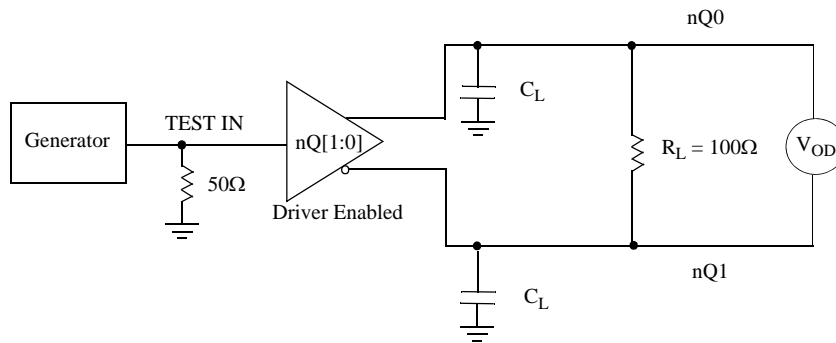 nQ0
C_L
TEST IN
Generator
nQ[1:0]
R_L = 100Ω
V_OD
50Ω
Driver Enabled
nQ1
C_L